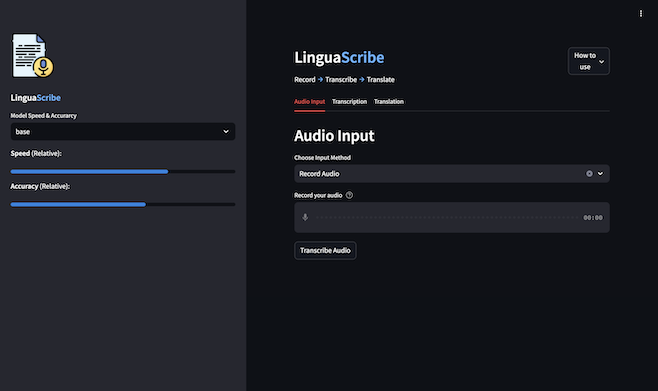 LinguaScribe
Model Speed & Accurarcy
base
Speed (Relative):
Accuracy (Relative):
LinguaScribe
How to
use
Record → Transcribe → Translate
Audio Input Transcription Translation
Audio Input
Choose Input Method
Record Audio
Record your audio
00:00
Transcribe Audio